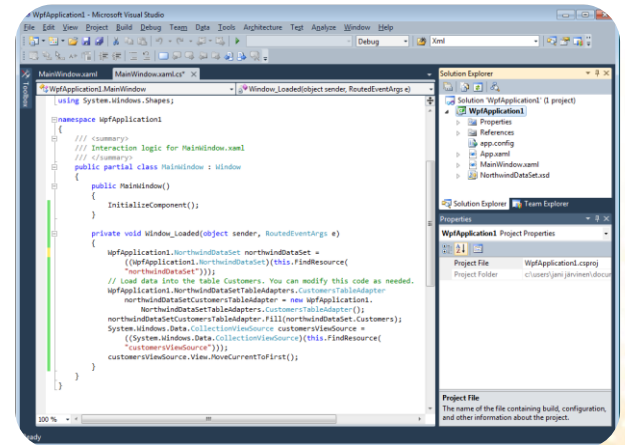 WpfApplication1 - Microsoft Visual Studio
File Edit View Project Build Debug Team Data Tools Architecture Test Analyze Window Help
Debug Xml
MainWindow.xaml MainWindow.xaml.cs* ×
WpfApplication1.MainWindow Window_Loaded(object sender, RoutedEventArgs e)
using System.Windows.Shapes;
namespace WpfApplication1
{
/// <summary>
/// Interaction logic for MainWindow.xaml
/// </summary>
public partial class MainWindow : Window
{
public MainWindow()
{
InitializeComponent();
}
private void Window_Loaded(object sender, RoutedEventArgs e)
{
WpfApplication1.NorthwindDataSet northwindDataSet =
((WpfApplication1.NorthwindDataSet)(this.FindResource(
"northwindDataSet")));
// Load data into the table Customers. You can modify this code as needed.
WpfApplication1.NorthwindDataSetTableAdapters.CustomersTableAdapter
northwindDataSetCustomersTableAdapter = new WpfApplication1.
NorthwindDataSetTableAdapters.CustomersTableAdapter();
northwindDataSetCustomersTableAdapter.Fill(northwindDataSet.Customers);
System.Windows.Data.CollectionViewSource customersViewSource =
((System.Windows.Data.CollectionViewSource)(this.FindResource(
"customersViewSource")));
customersViewSource.View.MoveCurrentToFirst();
}
}
}
100 %
Toolbox
Solution Explorer
Solution 'WpfApplication1' (1 project)
WpfApplication1
Properties
References
app.config
App.xaml
MainWindow.xaml
NorthwindDataSet.xsd
Solution Explorer Team Explorer
Properties
WpfApplication1 Project Properties
Project File WpfApplication1.csproj
Project Folder c:\users\jani järvinen\docur
Project File
The name of the file containing build, configuration,
and other information about the project.